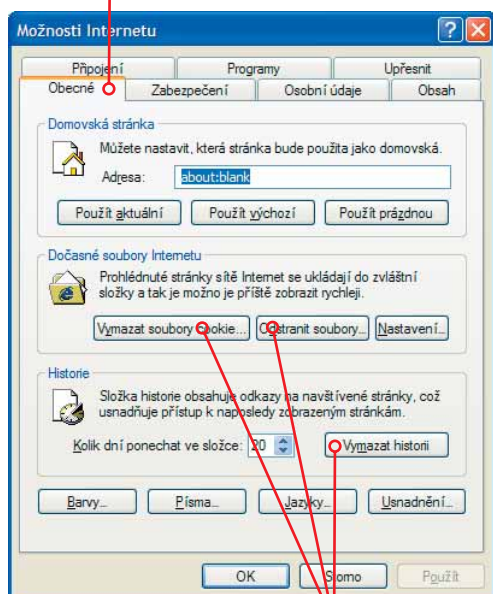 Možnosti Internetu
Připojení
Programy
Upřesnit
Obecné
Zabezpečení
Osobní údaje
Obsah
Domovská stránka
Můžete nastavit, která stránka bude použita jako domovská.
Adresa:
about:blank
Použít aktuální
Použít výchozí
Použít prázdnou
Dočasné soubory Internetu
Prohlédnuté stránky sítě Internet se ukládají do zvláštní
složky a tak je možno je příště zobrazit rychleji.
Vymazat soubory cookie...
Odstranit soubory...
Nastavení...
Historie
Složka historie obsahuje odkazy na navštívené stránky, což
usnadňuje přístup k naposledy zobrazeným stránkám.
Kolik dní ponechat ve složce:
20
Vymazat historii
Barvy...
Písma...
Jazyky...
Usnadnění...
OK
Storno
Použít